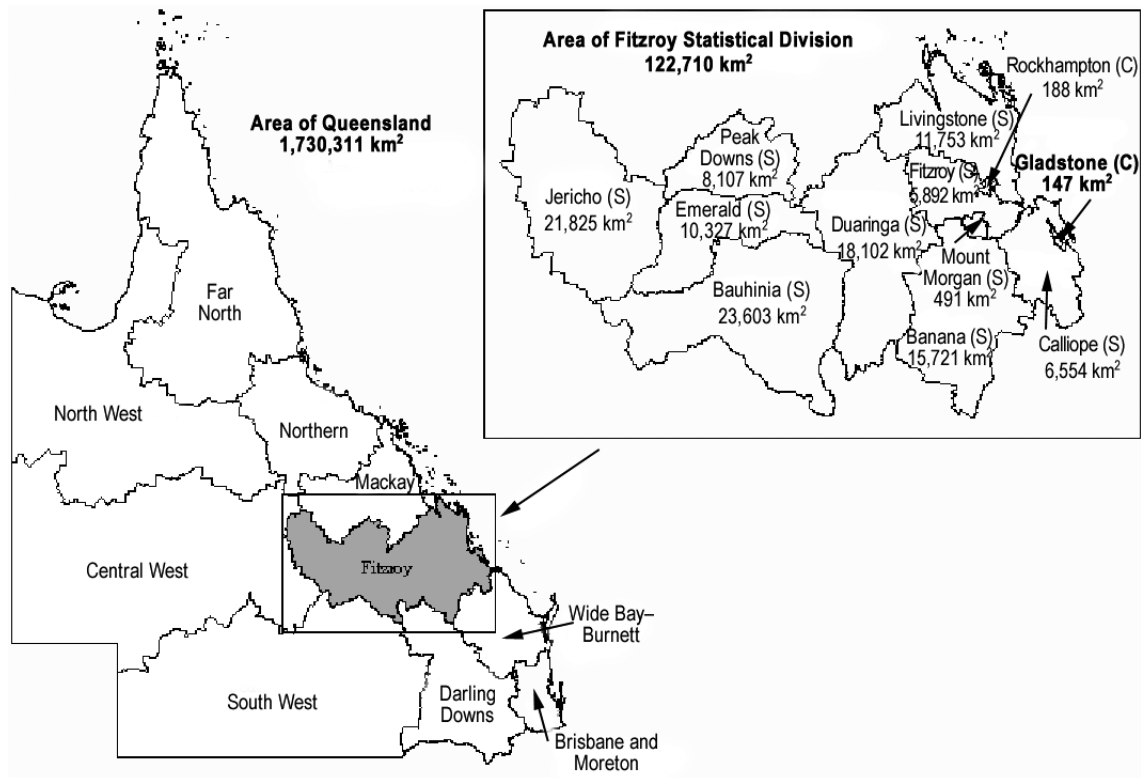 Area of Fitzroy Statistical Division
122,710 km²
Rockhampton (C)
188 km²
Livingstone (S)
11,753 km²
Peak
Downs (S)
8,107 km²
Gladstone (C)
147 km²
Fitzroy (S)
5,892 km²
Jericho (S)
21,825 km²
Emerald (S)
10,327 km²
Duaringa (S)
18,102 km²
Mount
Morgan (S)
491 km²
Bauhinia (S)
23,603 km²
Banana (S)
15,721 km²
Calliope (S)
6,554 km²
Area of Queensland
1,730,311 km²
Far
North
North West
Northern
Mackay
Central West
Fitzroy
Wide Bay–
Burnett
South West
Darling
Downs
Brisbane and
Moreton